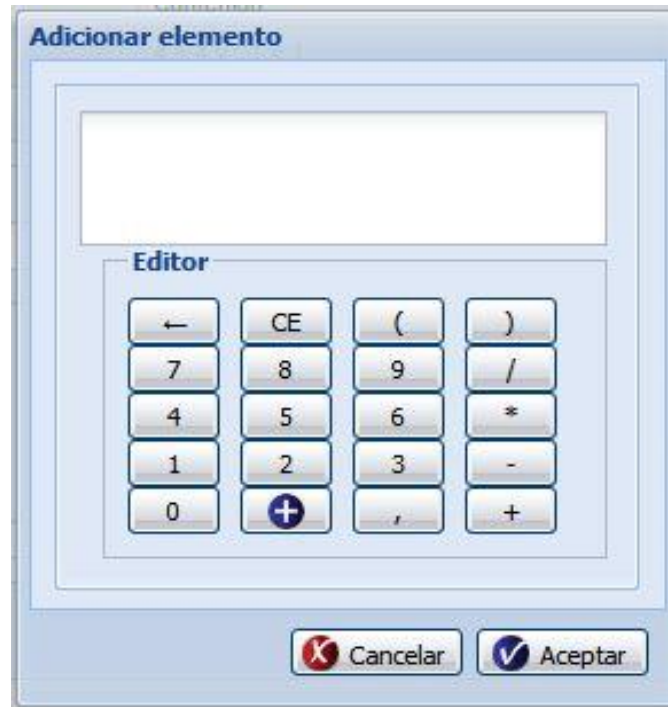 Adicionar elemento
Editor
← CE ( )
7 8 9 /
4 5 6 *
1 2 3 -
0 + , +
Cancelar Aceptar